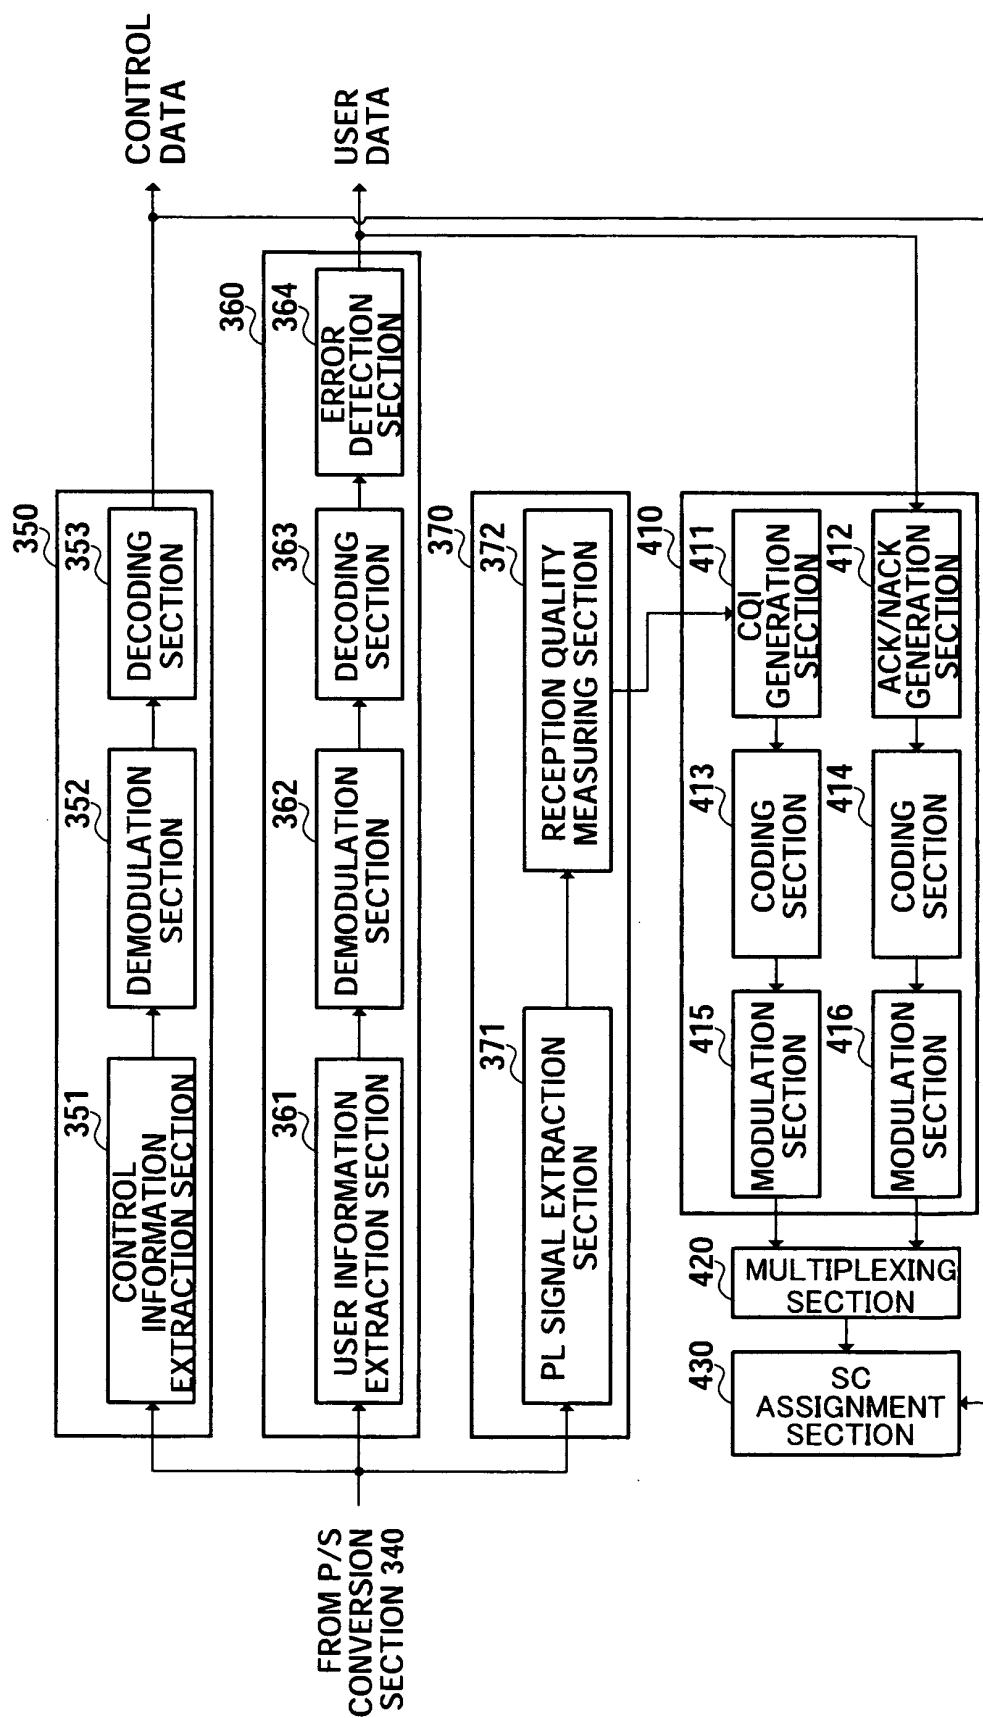 350
351
CONTROL
INFORMATION
EXTRACTION SECTION
352
DEMODULATION
SECTION
353
DECODING
SECTION
CONTROL
DATA
FROM P/S
CONVERSION
SECTION 340
360
361
USER INFORMATION
EXTRACTION SECTION
362
DEMODULATION
SECTION
363
DECODING
SECTION
364
ERROR
DETECTION
SECTION
USER
DATA
370
371
PL SIGNAL EXTRACTION
SECTION
372
RECEPTION QUALITY
MEASURING SECTION
410
430
SC
ASSIGNMENT
SECTION
420
MULTIPLEXING
SECTION
415
MODULATION
SECTION
413
CODING
SECTION
411
CQI
GENERATION
SECTION
416
MODULATION
SECTION
414
CODING
SECTION
412
ACK/NACK
GENERATION
SECTION